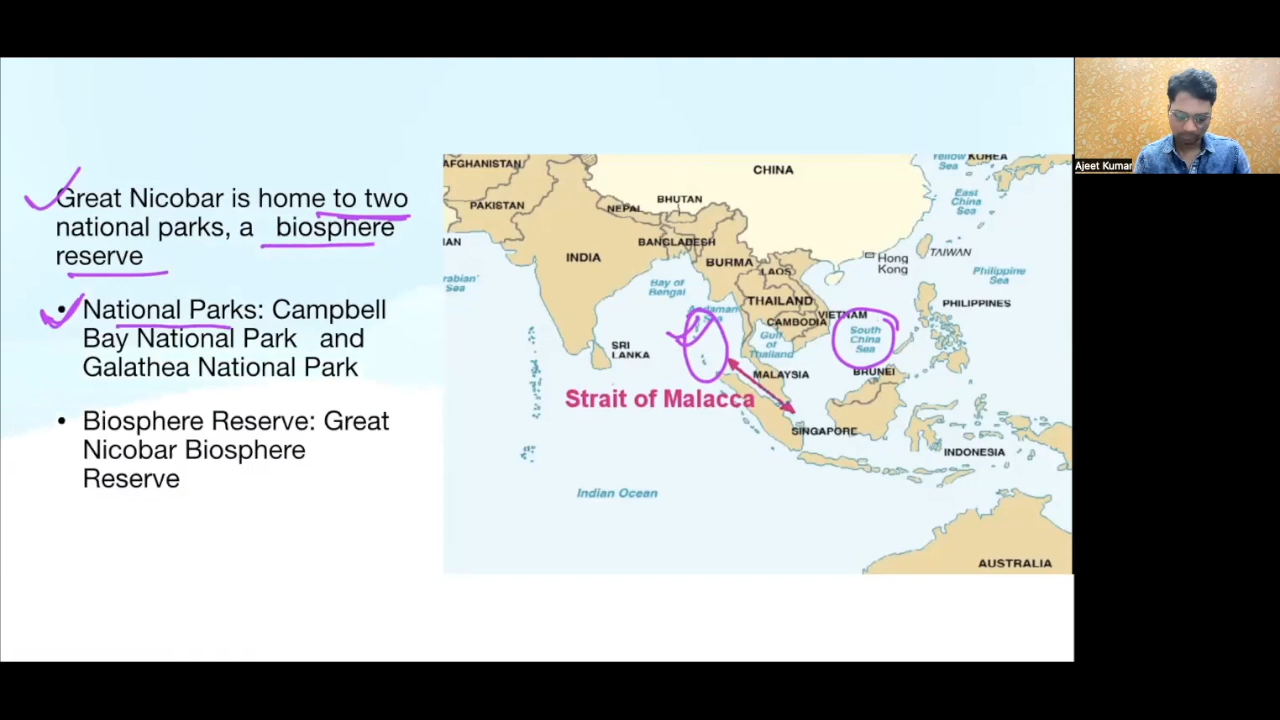 Great Nicobar is home to two
national parks, a biosphere
reserve
• National Parks: Campbell
Bay National Park and
Galathea National Park
• Biosphere Reserve: Great
Nicobar Biosphere
Reserve
AFGHANISTAN
PAKISTAN
NEPAL
BHUTAN
CHINA
Yellow
Sea
KOREA
East
China
Sea
INDIA
BANGLADESH
BURMA
LAOS
Hong
Kong
TAIWAN
Philippine
Sea
Bay of
Bengal
Andaman
Sea
THAILAND
VIETNAM
CAMBODIA
PHILIPPINES
Gulf
of
Thailand
South
China
Sea
SRI
LANKA
MALAYSIA
BRUNEI
Strait of Malacca
SINGAPORE
INDONESIA
Indian Ocean
AUSTRALIA
Ajeet Kumar